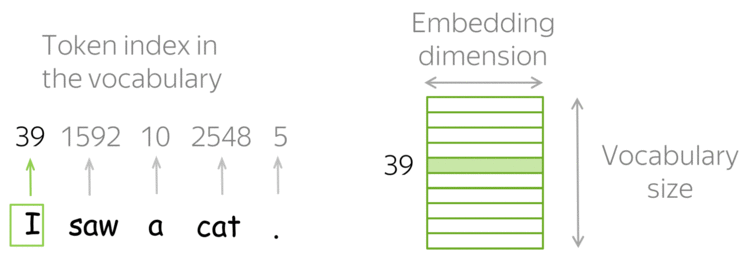 Token index in
the vocabulary
39 1592 10 2548 5
I saw a cat .
Embedding
dimension
39
Vocabulary
size